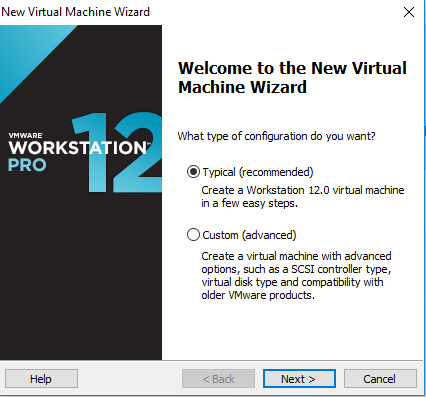 New Virtual Machine Wizard
VMWARE
WORKSTATION™
PRO
12
Welcome to the New Virtual
Machine Wizard
What type of configuration do you want?
Typical (recommended)
Create a Workstation 12.0 virtual machine
in a few easy steps.
Custom (advanced)
Create a virtual machine with advanced
options, such as a SCSI controller type,
virtual disk type and compatibility with
older VMware products.
Help
< Back
Next >
Cancel